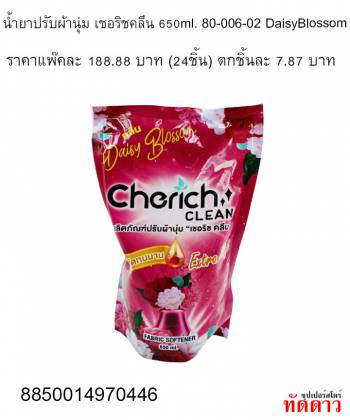 น้ำยาปรับผ้านุ่ม เชอริชคลีน 650ml. 80-006-02 DaisyBlossom
ราคาแพ๊คละ 188.88 บาท (24ชิ้น) ตกชิ้นละ 7.87 บาท
กลิ่น
Daisy Blossom
Cherich
CLEAN
ผลิตภัณฑ์ปรับผ้านุ่ม "เชอริช คลีน"
Extra
FABRIC SOFTENER
8850014970446
ซุปเปอร์สโตร์
ทัดดาว